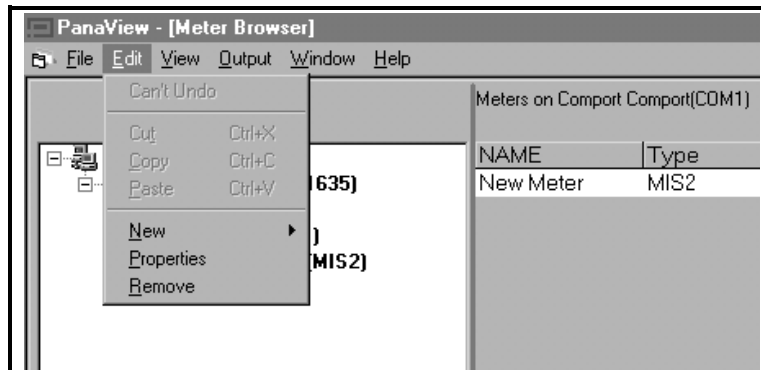 PanaView - [Meter Browser]
File Edit View Output Window Help
Can't Undo
Cut Ctrl+X
Copy Ctrl+C
Paste Ctrl+V
New
Properties
Remove
1635)
)
(MIS2)
Meters on Comport Comport(COM1)
NAME Type
New Meter MIS2